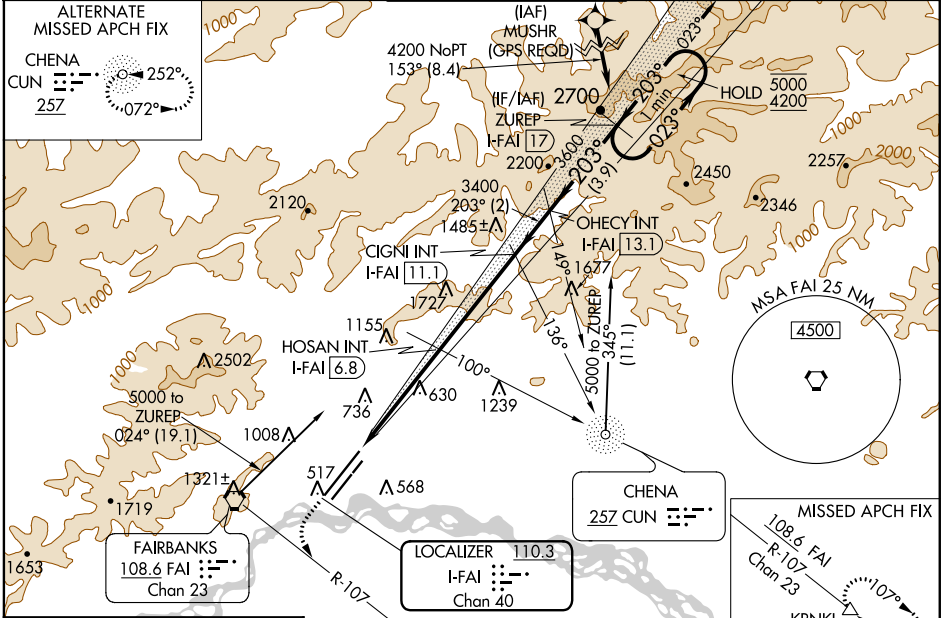 ALTERNATE
MISSED APCH FIX
CHENA
CUN
257
252°
072°
1000
(IAF)
MUSHR
(GPS REQD)
4200 NoPT
153° (8.4)
023°
203°
1 min
023°
HOLD
5000
4200
2700
(IF/IAF)
ZUREP
I-FAI 17
1000
2200
3600
203°
(3.9)
2450
2257
2000
2346
1000
2120
3400
203° (2)
1485±
OHECY INT
I-FAI 13.1
CIGNI INT
I-FAI 11.1
149°
1677
1727
1000
MSA FAI 25 NM
4500
1155
HOSAN INT
I-FAI 6.8
136°
5000 to ZUREP
345°
(11.1)
100°
1000
2502
736
630
1239
5000 to
ZUREP
024° (19.1)
1008
1321±
517
568
CHENA
257 CUN
1719
1653
FAIRBANKS
108.6 FAI
Chan 23
R-107
LOCALIZER 110.3
I-FAI
Chan 40
MISSED APCH FIX
108.6 FAI
R-107
Chan 23
107°